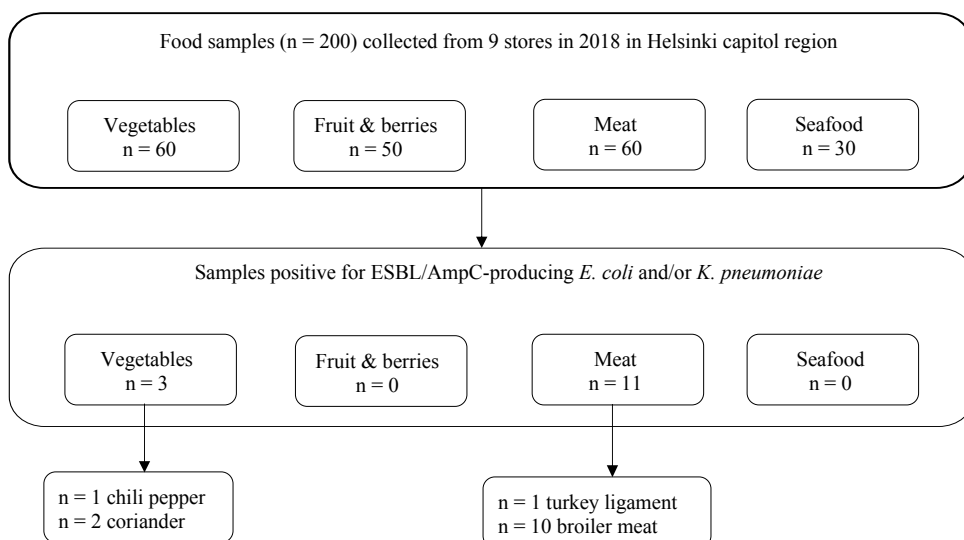 Food samples (n = 200) collected from 9 stores in 2018 in Helsinki capitol region
Vegetables
n = 60
Fruit & berries
n = 50
Meat
n = 60
Seafood
n = 30
Samples positive for ESBL/AmpC-producing E. coli and/or K. pneumoniae
Vegetables
n = 3
Fruit & berries
n = 0
Meat
n = 11
Seafood
n = 0
n = 1 chili pepper
n = 2 coriander
n = 1 turkey ligament
n = 10 broiler meat